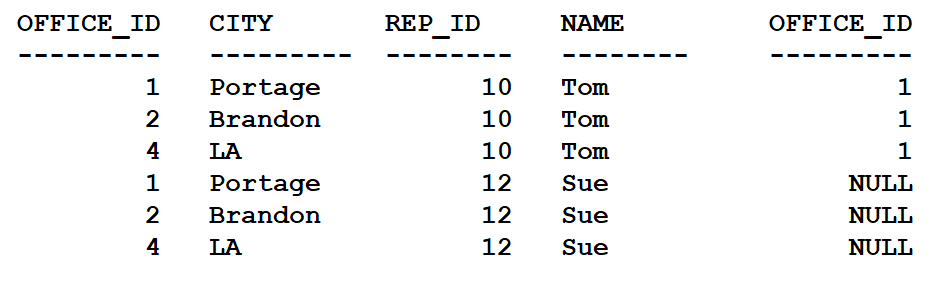 OFFICE_ID CITY REP_ID NAME OFFICE_ID
--------- --------- -------- -------- ---------
1 Portage 10 Tom 1
2 Brandon 10 Tom 1
4 LA 10 Tom 1
1 Portage 12 Sue NULL
2 Brandon 12 Sue NULL
4 LA 12 Sue NULL